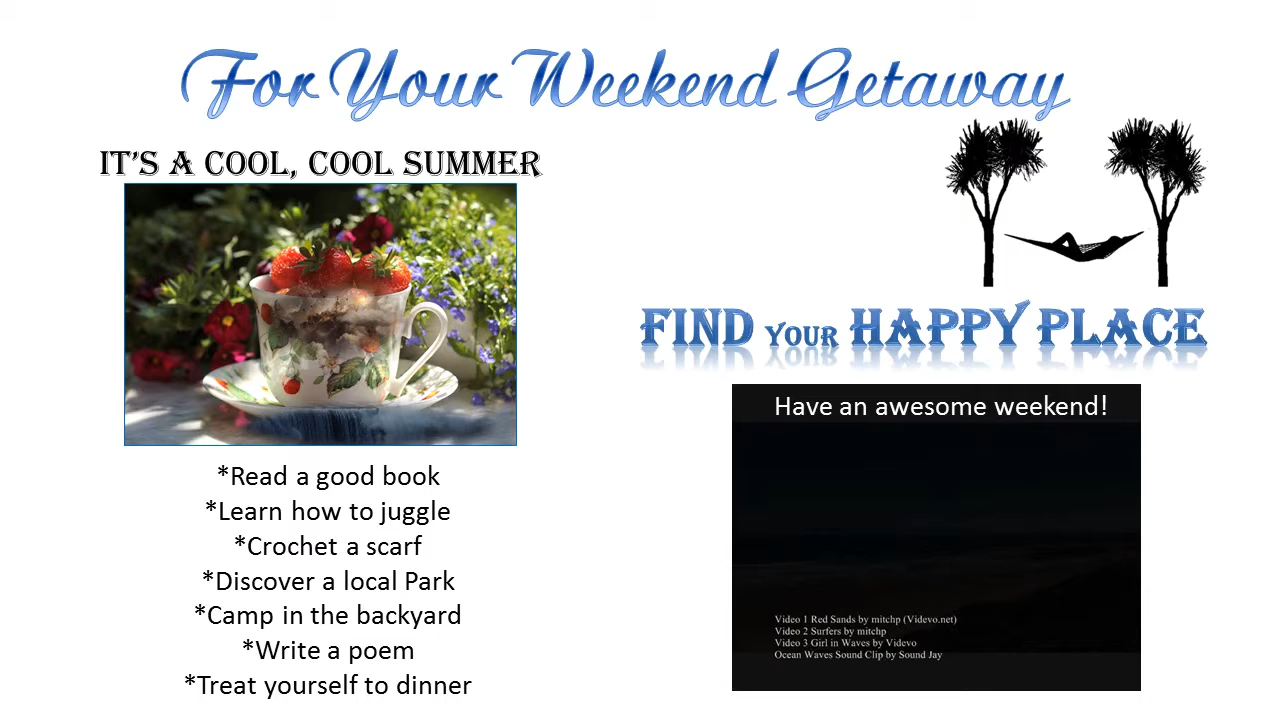 For Your Weekend Getaway
IT'S A COOL, COOL SUMMER
*Read a good book
*Learn how to juggle
*Crochet a scarf
*Discover a local Park
*Camp in the backyard
*Write a poem
*Treat yourself to dinner
FIND YOUR HAPPY PLACE
Have an awesome weekend!
Video 1 Red Sands by mitchp (Videvo.net)
Video 2 Surfers by mitchp
Video 3 Girl in Waves by Videvo
Ocean Waves Sound Clip by Sound Jay